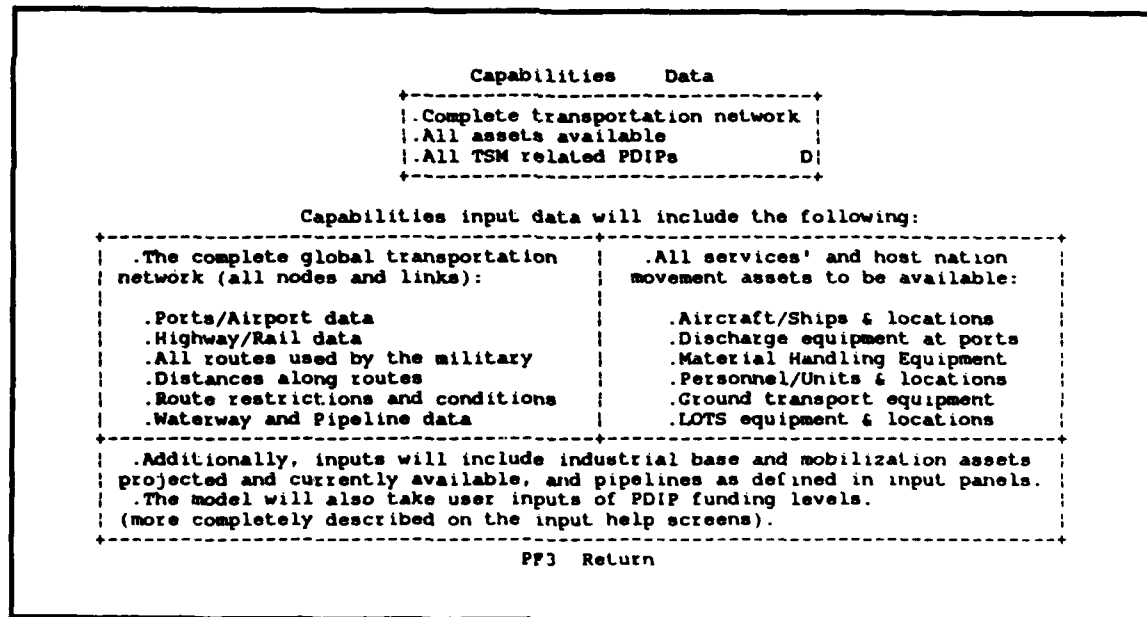 Capabilities Data
.Complete transportation network
.All assets available
.All TSM related PDIPs D
Capabilities input data will include the following:
.The complete global transportation
network (all nodes and links):
.Ports/Airport data
.Highway/Rail data
.All routes used by the military
.Distances along routes
.Route restrictions and conditions
.Waterway and Pipeline data
.All services' and host nation
movement assets to be available:
.Aircraft/Ships & locations
.Discharge equipment at ports
.Material Handling Equipment
.Personnel/Units & locations
.Ground transport equipment
.LOTS equipment & locations
.Additionally, inputs will include industrial base and mobilization assets
projected and currently available, and pipelines as defined in input panels.
.The model will also take user inputs of PDIP funding levels.
(more completely described on the input help screens).
PF3 Return